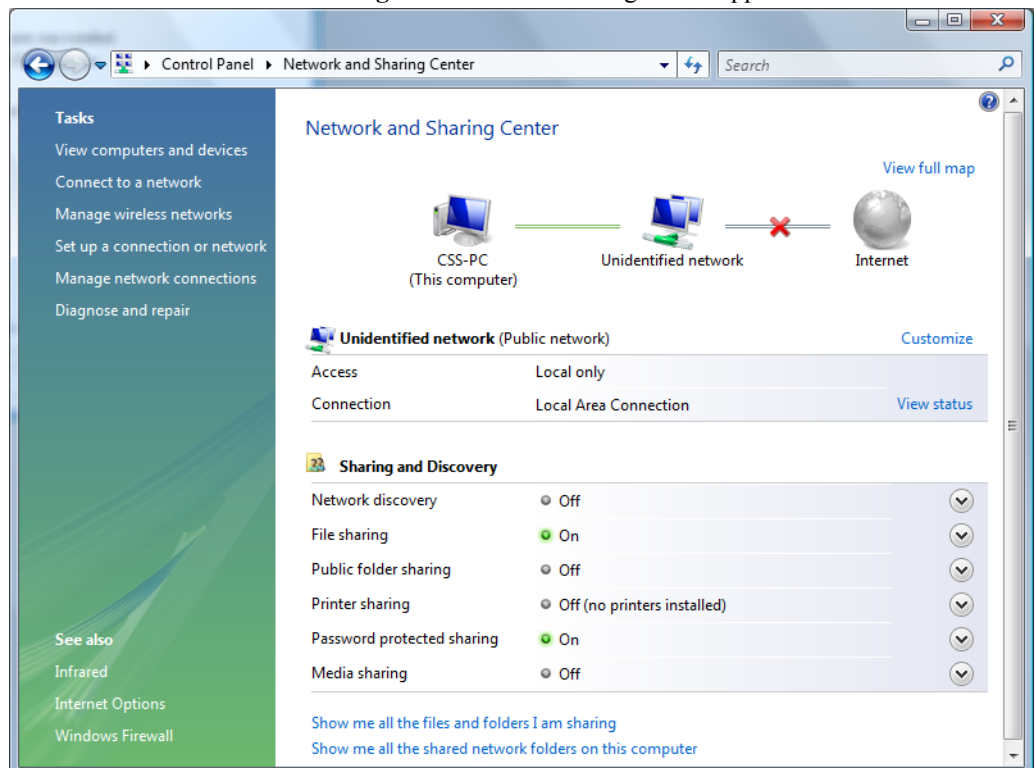 Control Panel Network and Sharing Center Search
Tasks
View computers and devices
Connect to a network
Manage wireless networks
Set up a connection or network
Manage network connections
Diagnose and repair
See also
Infrared
Internet Options
Windows Firewall
Network and Sharing Center
View full map
CSS-PC
(This computer)
Unidentified network
Internet
Unidentified network (Public network) Customize
Access Local only
Connection Local Area Connection View status
Sharing and Discovery
Network discovery Off
File sharing On
Public folder sharing Off
Printer sharing Off (no printers installed)
Password protected sharing On
Media sharing Off
Show me all the files and folders I am sharing
Show me all the shared network folders on this computer